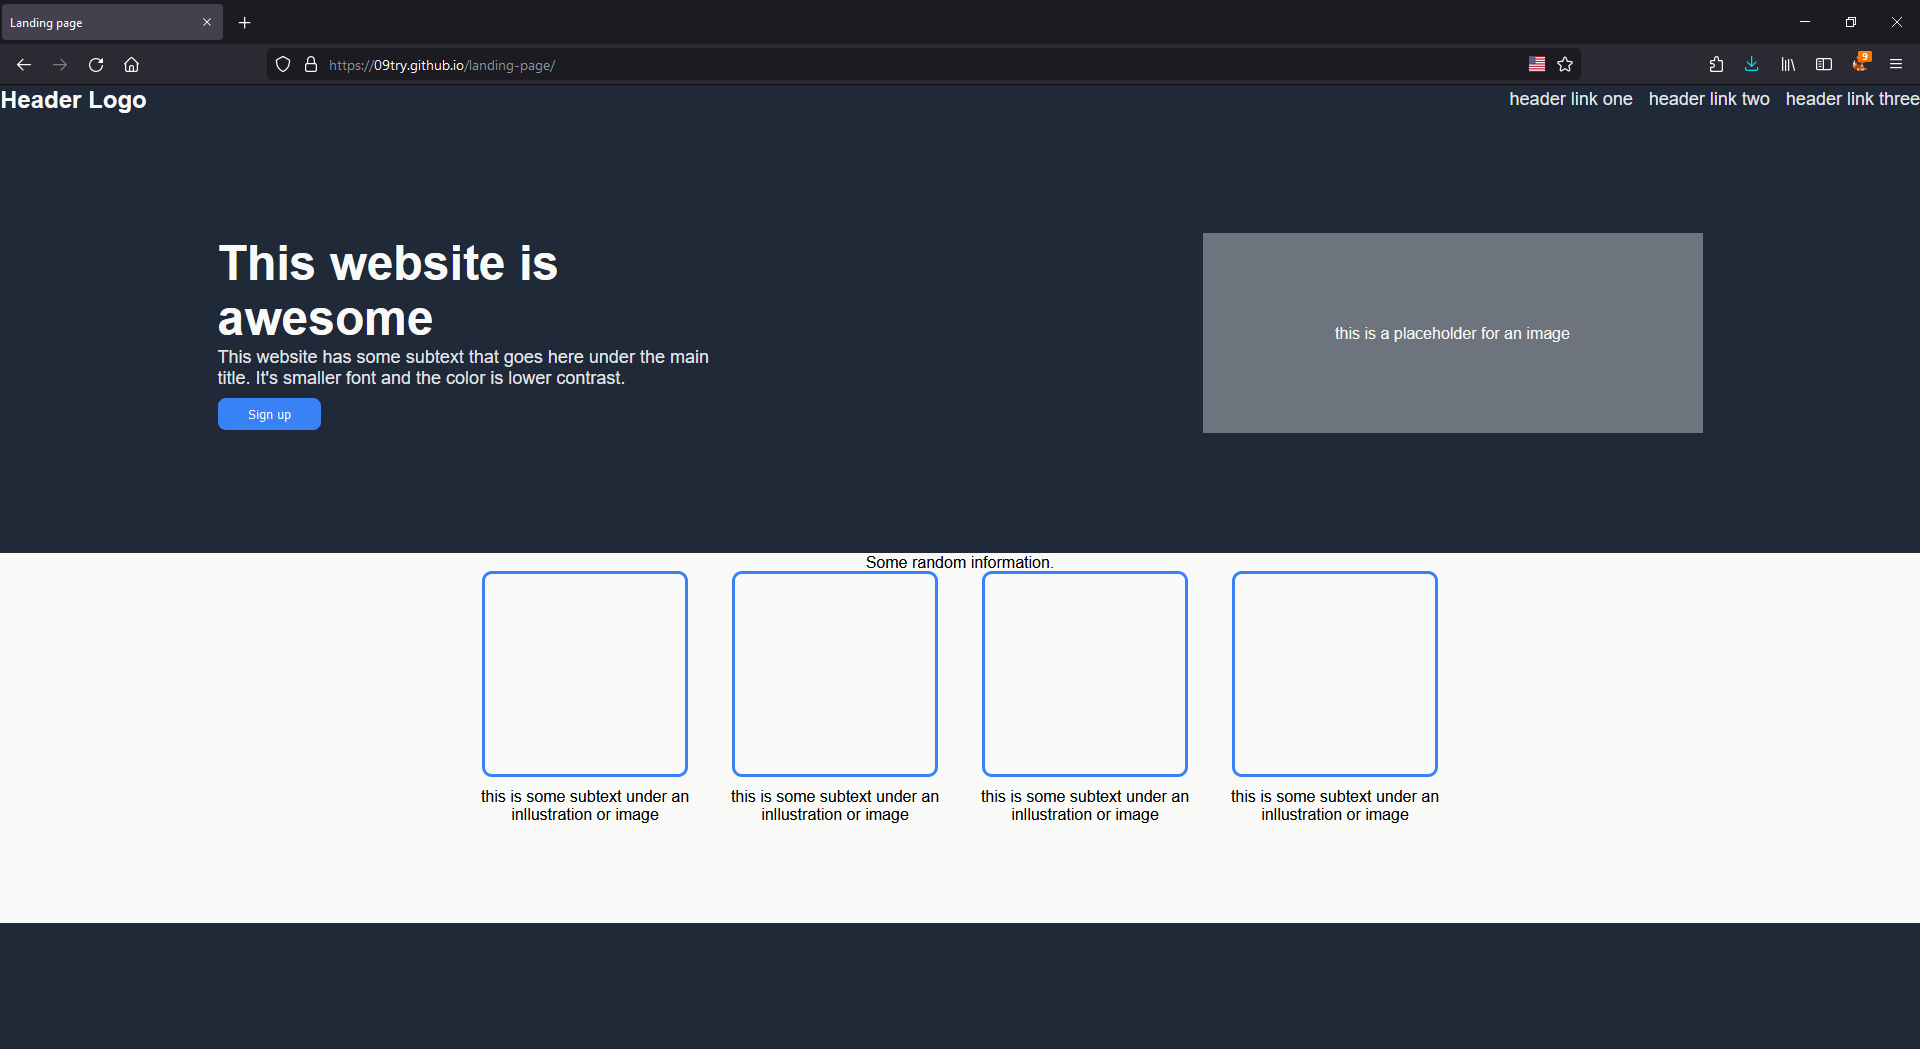 Landing page
https://09try.github.io/landing-page/
9
Header Logo
header link one header link two header link three
This website is
awesome
This website has some subtext that goes here under the main
title. It's smaller font and the color is lower contrast.
Sign up
this is a placeholder for an image
Some random information.
this is some subtext under an
inllustration or image
this is some subtext under an
inllustration or image
this is some subtext under an
inllustration or image
this is some subtext under an
inllustration or image